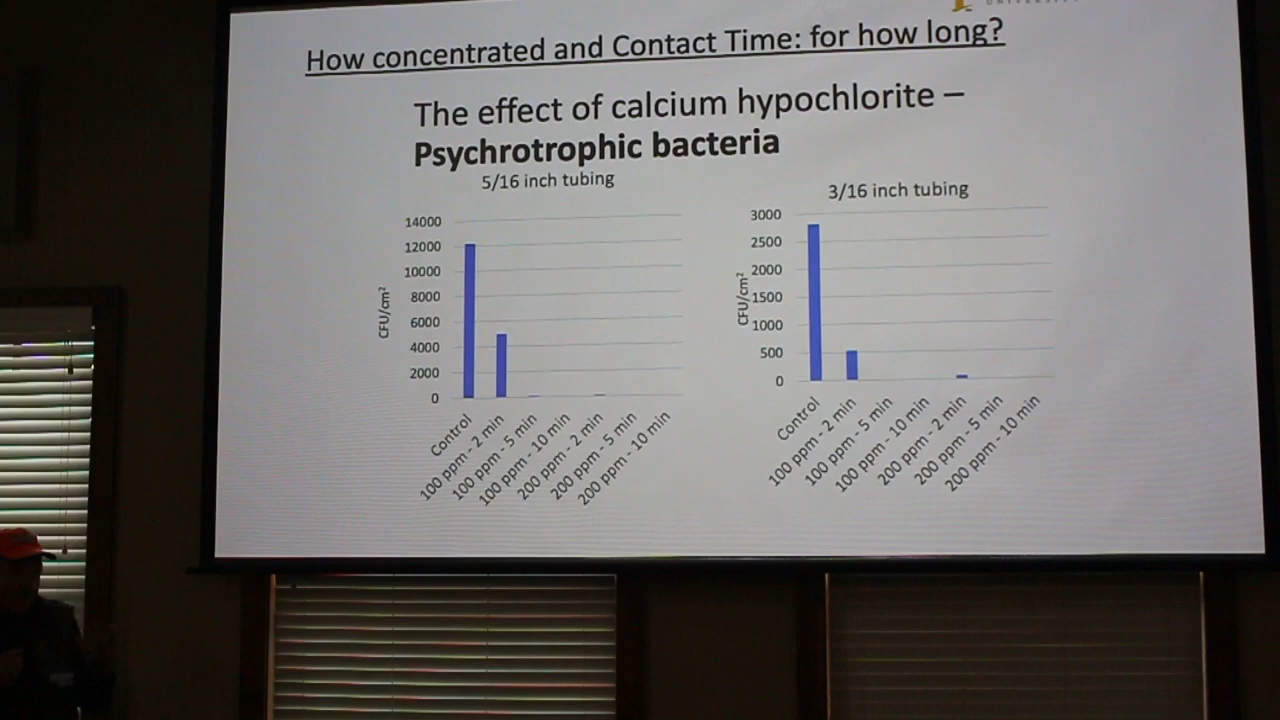 UNIVERSITY
How concentrated and Contact Time: for how long?
The effect of calcium hypochlorite –
Psychrotrophic bacteria
5/16 inch tubing
14000
12000
10000
8000
6000
4000
2000
0
CFU/cm²
Control
100 ppm - 2 min
100 ppm - 5 min
100 ppm - 10 min
200 ppm - 2 min
200 ppm - 5 min
200 ppm - 10 min
3/16 inch tubing
3000
2500
2000
1500
1000
500
0
CFU/cm²
Control
100 ppm - 2 min
100 ppm - 5 min
100 ppm - 10 min
200 ppm - 2 min
200 ppm - 5 min
200 ppm - 10 min